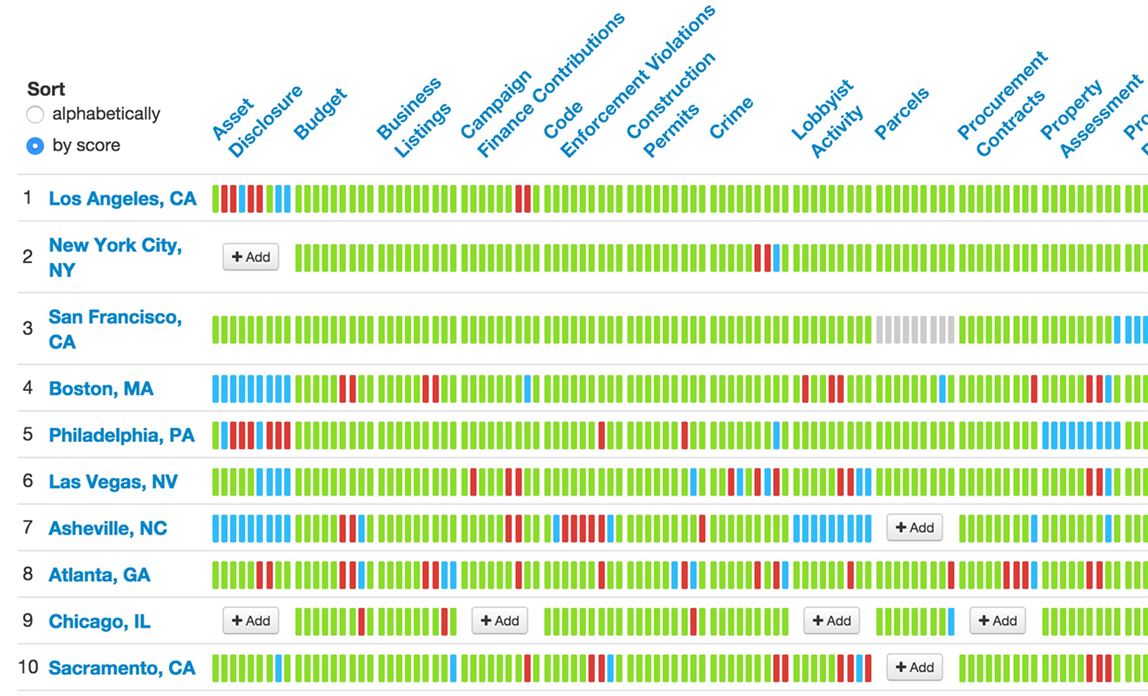 Sort
alphabetically
by score
Asset
Disclosure
Budget
Business
Listings
Campaign
Finance Contributions
Code
Enforcement Violations
Construction
Permits
Crime
Lobbyist
Activity
Parcels
Procurement
Contracts
Property
Assessment
1 Los Angeles, CA
2 New York City,
NY
+ Add
3 San Francisco,
CA
4 Boston, MA
5 Philadelphia, PA
6 Las Vegas, NV
7 Asheville, NC + Add
8 Atlanta, GA
9 Chicago, IL + Add + Add + Add + Add
10 Sacramento, CA + Add